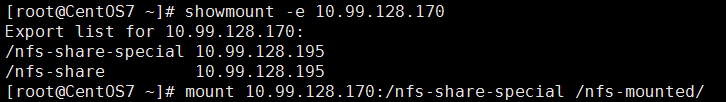 [root@CentOS7 ~]# showmount -e 10.99.128.170
Export list for 10.99.128.170:
/nfs-share-special 10.99.128.195
/nfs-share         10.99.128.195
[root@CentOS7 ~]# mount 10.99.128.170:/nfs-share-special /nfs-mounted/